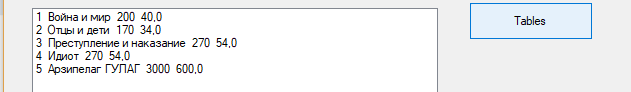 1 Война и мир 200 40,0
2 Отцы и дети 170 34,0
3 Преступление и наказание 270 54,0
4 Идиот 270 54,0
5 Арзипелаг ГУЛАГ 3000 600,0
Tables